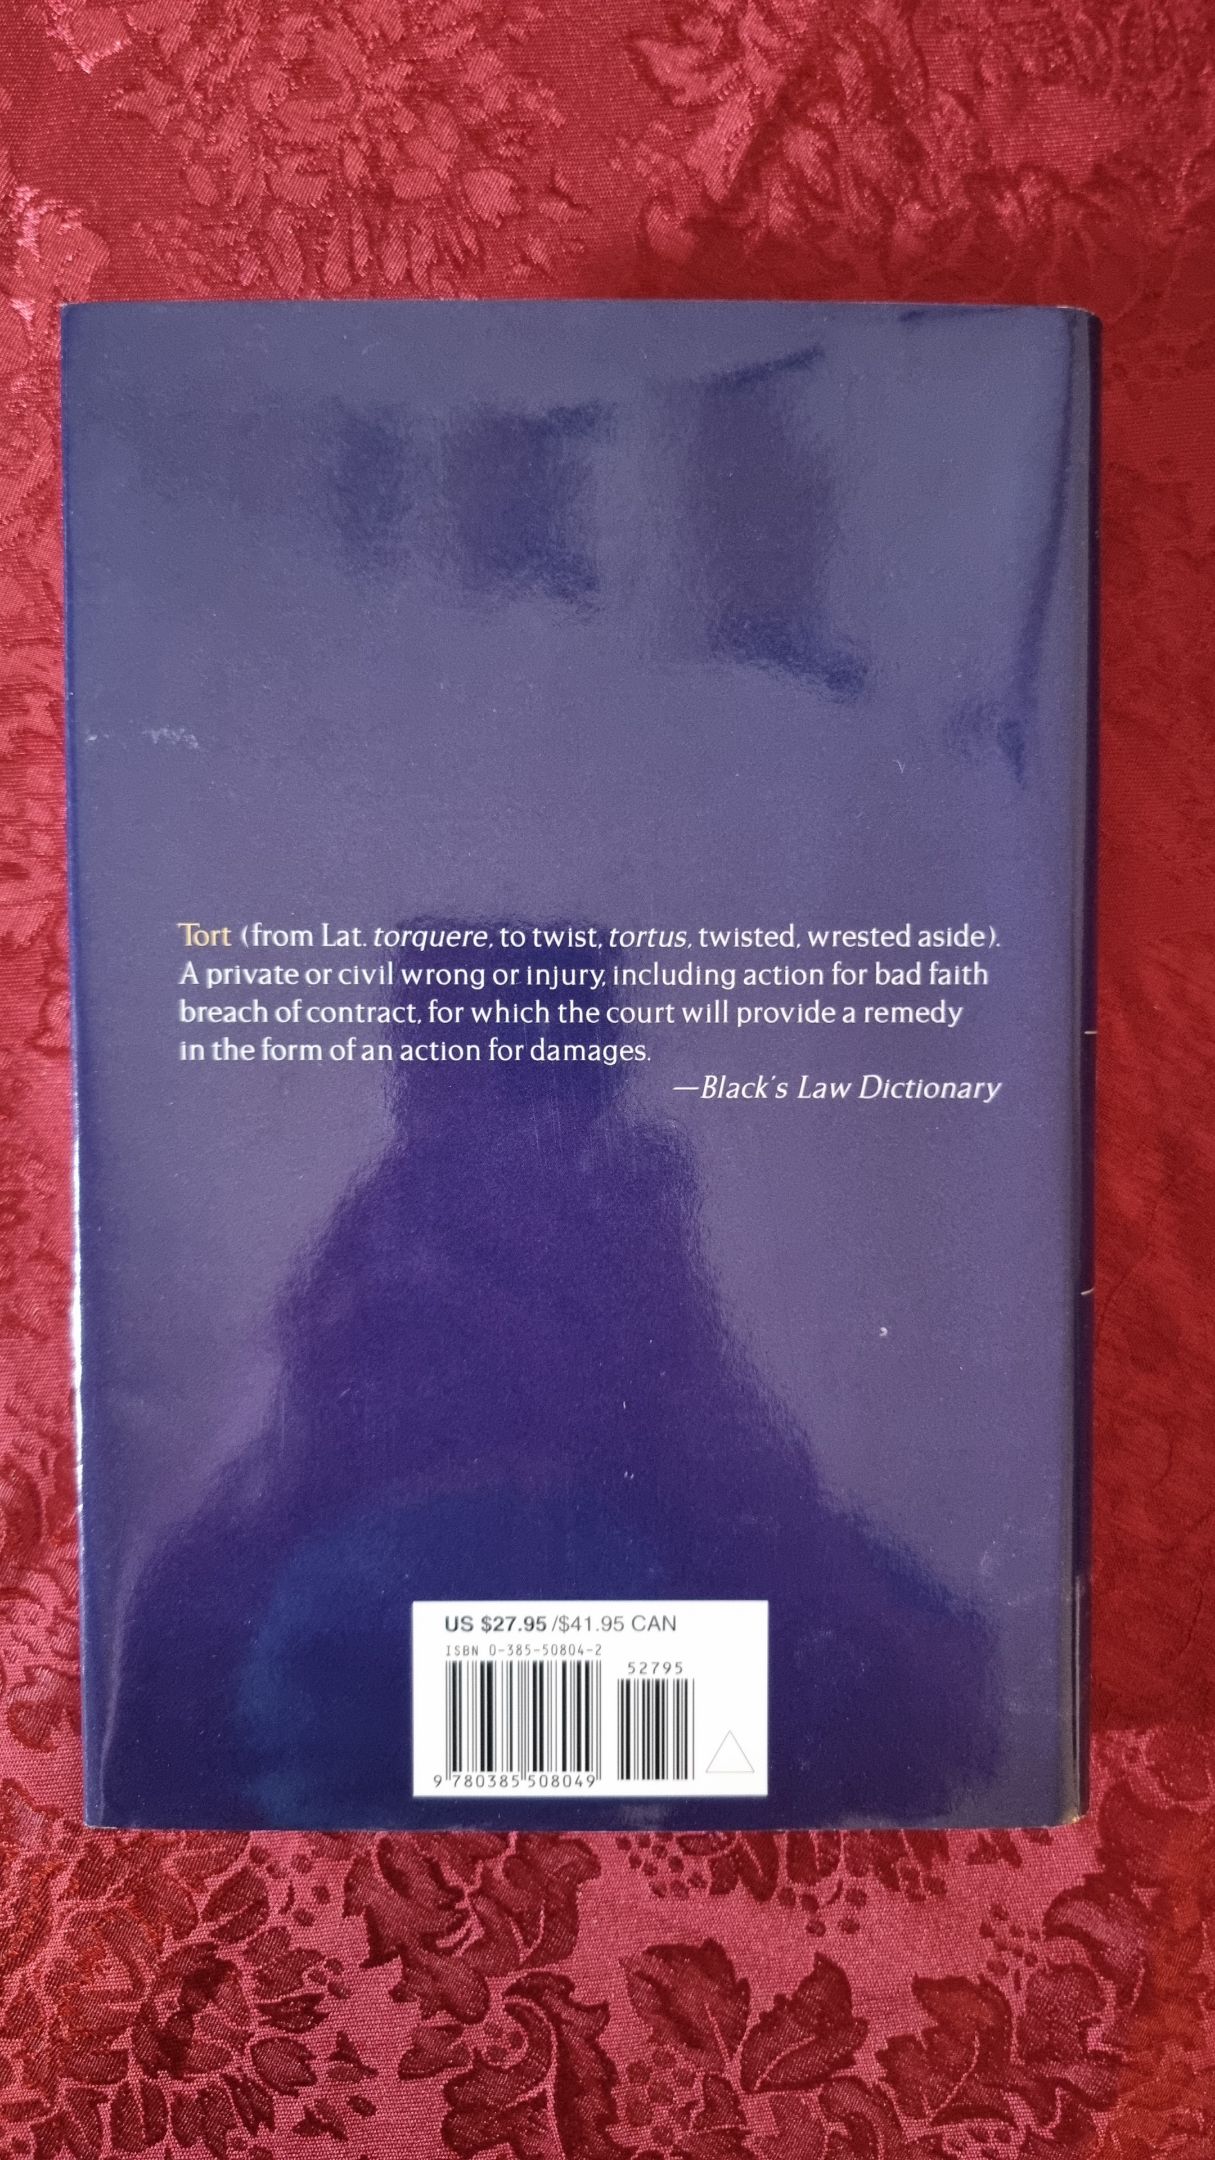 Tort (from Lat. torquere, to twist, tortus, twisted, wrested aside).
A private or civil wrong or injury, including action for bad faith
breach of contract, for which the court will provide a remedy
in the form of an action for damages.
—Black's Law Dictionary
US $27.95/$41.95 CAN
ISBN 0-385-50804-2
52795
9 780385 508049